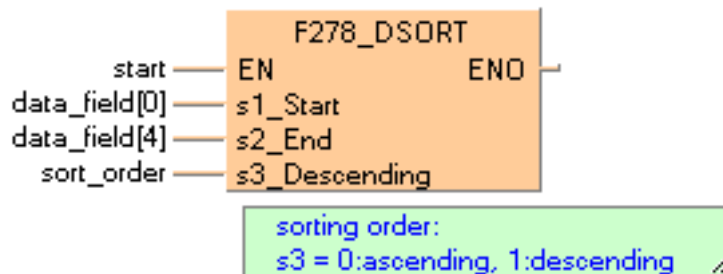 F278_DSORT
start EN ENO
data_field[0] s1_Start
data_field[4] s2_End
sort_order s3_Descending
sorting order:
s3 = 0:ascending, 1:descending